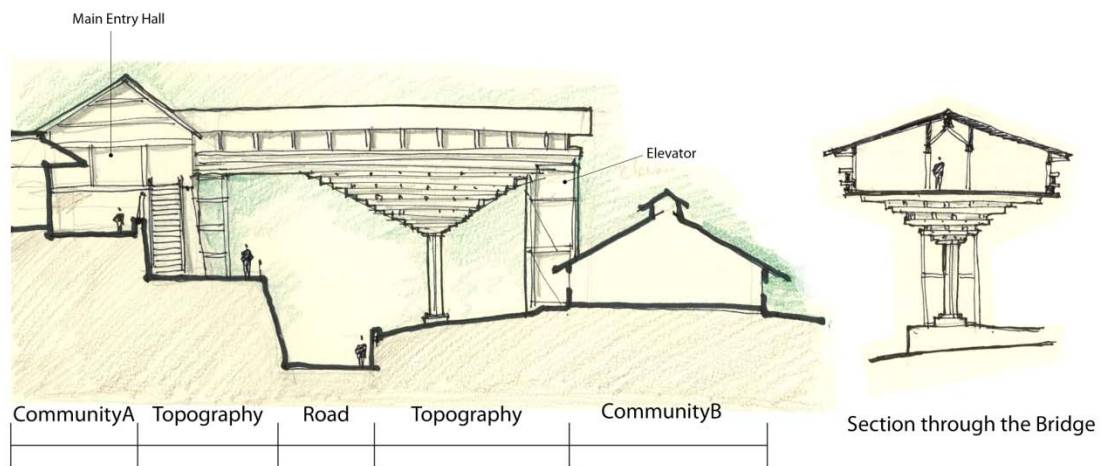 Main Entry Hall
Elevator
CommunityA
Topography
Road
Topography
CommunityB
Section through the Bridge